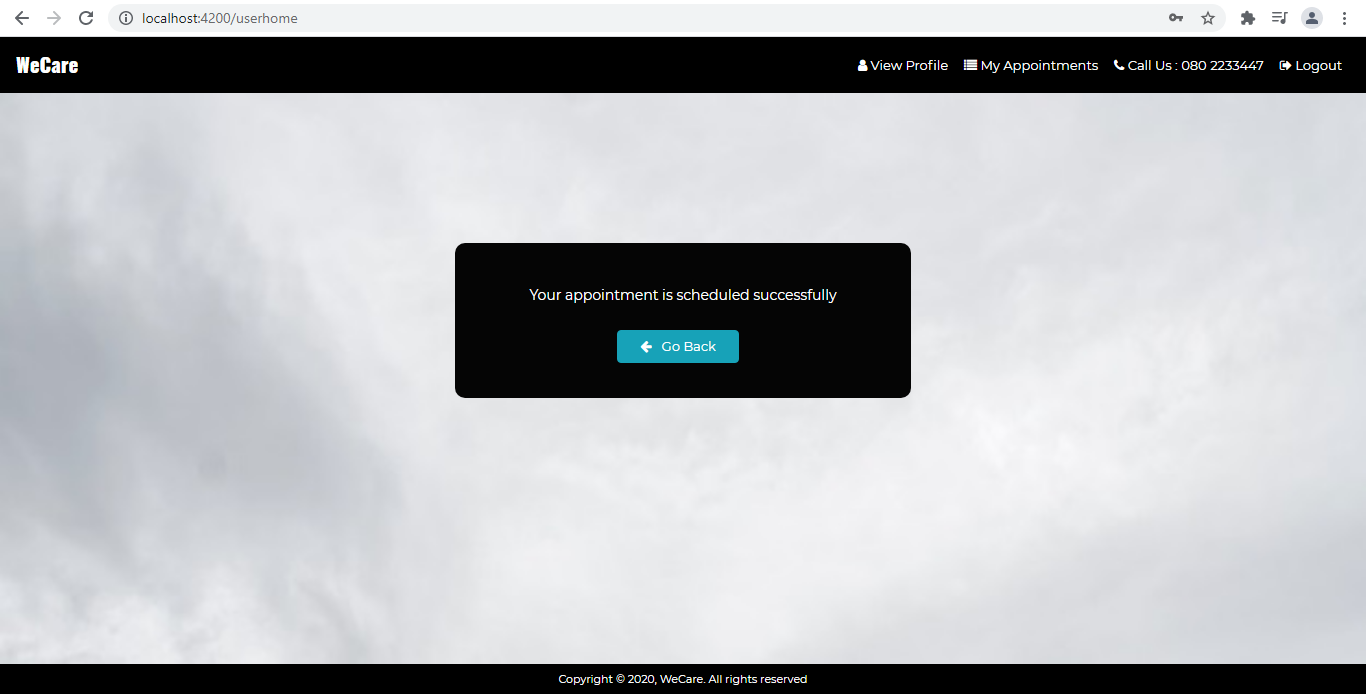 localhost:4200/userhome
WeCare
View Profile
My Appointments
Call Us : 080 2233447
Logout
Your appointment is scheduled successfully
Go Back
Copyright © 2020, WeCare. All rights reserved